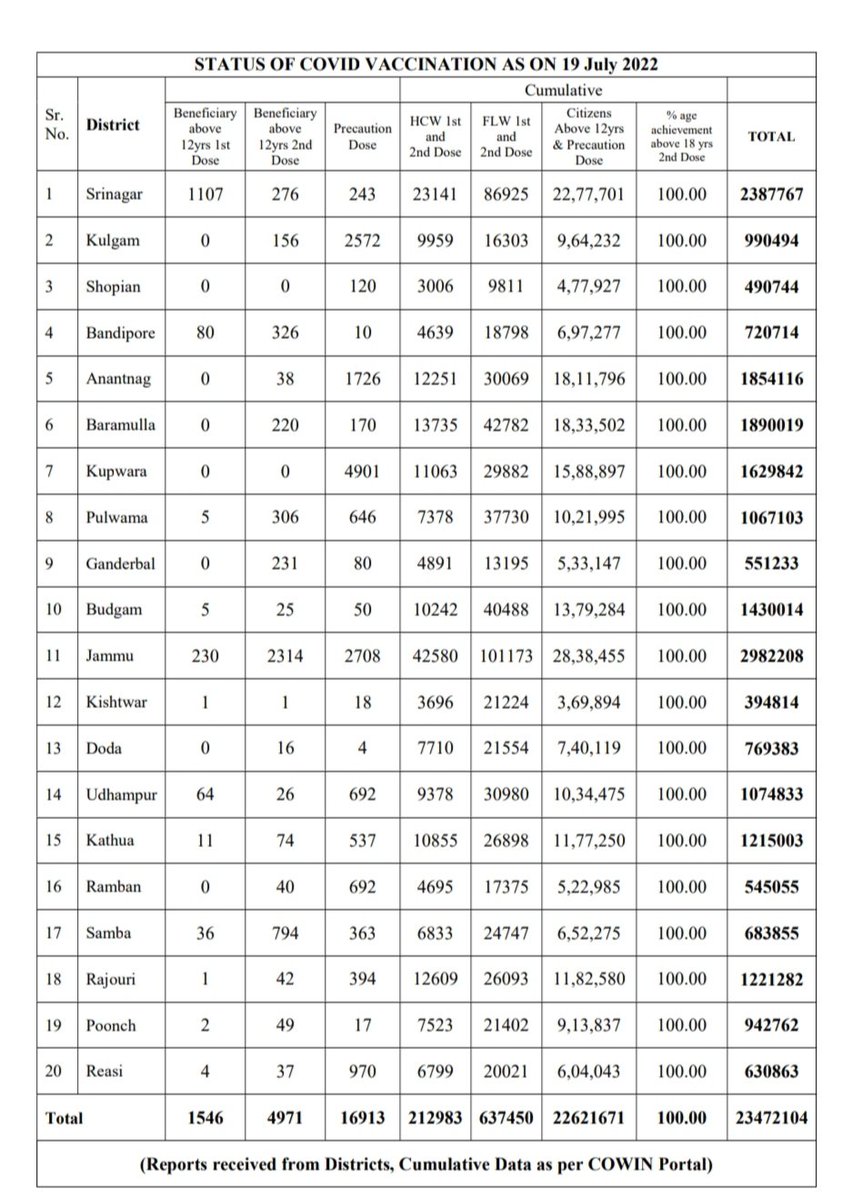 STATUS OF COVID VACCINATION AS ON 19 July 2022
Cumulative
Sr. No. District Beneficiary above 12yrs 1st Dose Beneficiary above 12yrs 2nd Dose Precaution Dose HCW 1st and 2nd Dose FLW 1st and 2nd Dose Citizens Above 12yrs & Precaution Dose % age achievement above 18 yrs 2nd Dose TOTAL
1 Srinagar 1107 276 243 23141 86925 22,77,701 100.00 2387767
2 Kulgam 0 156 2572 9959 16303 9,64,232 100.00 990494
3 Shopian 0 0 120 3006 9811 4,77,927 100.00 490744
4 Bandipore 80 326 10 4639 18798 6,97,277 100.00 720714
5 Anantnag 0 38 1726 12251 30069 18,11,796 100.00 1854116
6 Baramulla 0 220 170 13735 42782 18,33,502 100.00 1890019
7 Kupwara 0 0 4901 11063 29882 15,88,897 100.00 1629842
8 Pulwama 5 306 646 7378 37730 10,21,995 100.00 1067103
9 Ganderbal 0 231 80 4891 13195 5,33,147 100.00 551233
10 Budgam 5 25 50 10242 40488 13,79,284 100.00 1430014
11 Jammu 230 2314 2708 42580 101173 28,38,455 100.00 2982208
12 Kishtwar 1 1 18 3696 21224 3,69,894 100.00 394814
13 Doda 0 16 4 7710 21554 7,40,119 100.00 769383
14 Udhampur 64 26 692 9378 30980 10,34,475 100.00 1074833
15 Kathua 11 74 537 10855 26898 11,77,250 100.00 1215003
16 Ramban 0 40 692 4695 17375 5,22,985 100.00 545055
17 Samba 36 794 363 6833 24747 6,52,275 100.00 683855
18 Rajouri 1 42 394 12609 26093 11,82,580 100.00 1221282
19 Poonch 2 49 17 7523 21402 9,13,837 100.00 942762
20 Reasi 4 37 970 6799 20021 6,04,043 100.00 630863
Total 1546 4971 16913 212983 637450 22621671 100.00 23472104
(Reports received from Districts, Cumulative Data as per COWIN Portal)